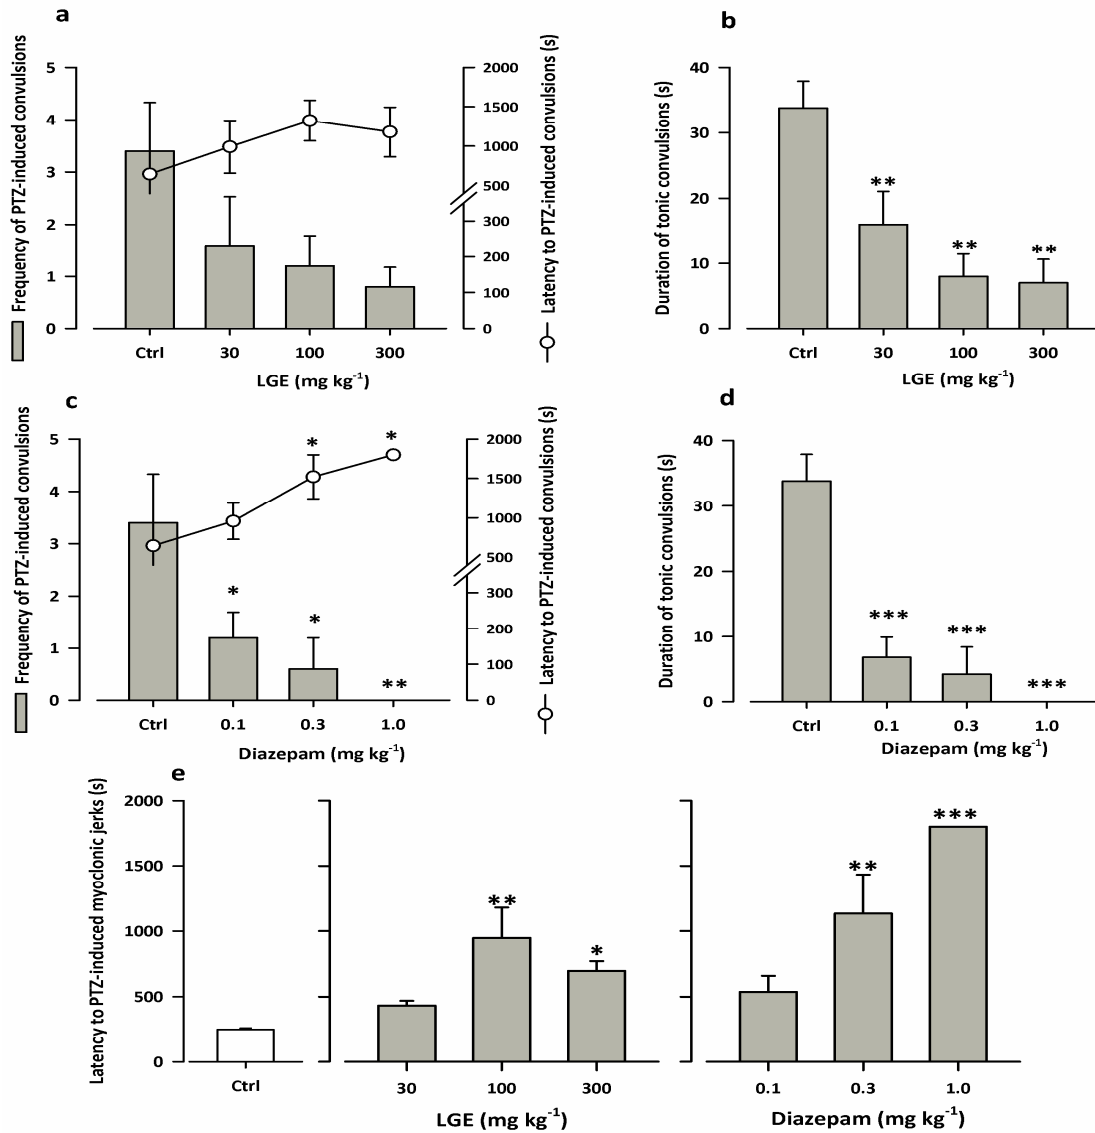 a
Frequency of PTZ-induced convulsions
5
4
3
2
1
0
Latency to PTZ-induced convulsions (s)
2000
1500
1000
500
300
200
100
0
Ctrl 30 100 300
LGE (mg kg-1)
b
Duration of tonic convulsions (s)
40
30
20
10
0
** ** **
Ctrl 30 100 300
LGE (mg kg-1)
c
Frequency of PTZ-induced convulsions
5
4
3
2
1
0
* *
* * **
Latency to PTZ-induced convulsions (s)
2000
1500
1000
500
300
200
100
0
Ctrl 0.1 0.3 1.0
Diazepam (mg kg-1)
d
Duration of tonic convulsions (s)
40
30
20
10
0
*** *** ***
Ctrl 0.1 0.3 1.0
Diazepam (mg kg-1)
e
Latency to PTZ-induced myoclonic jerks (s)
2000
1500
1000
500
0
Ctrl
** *
30 100 300
LGE (mg kg-1)
** ***
0.1 0.3 1.0
Diazepam (mg kg-1)